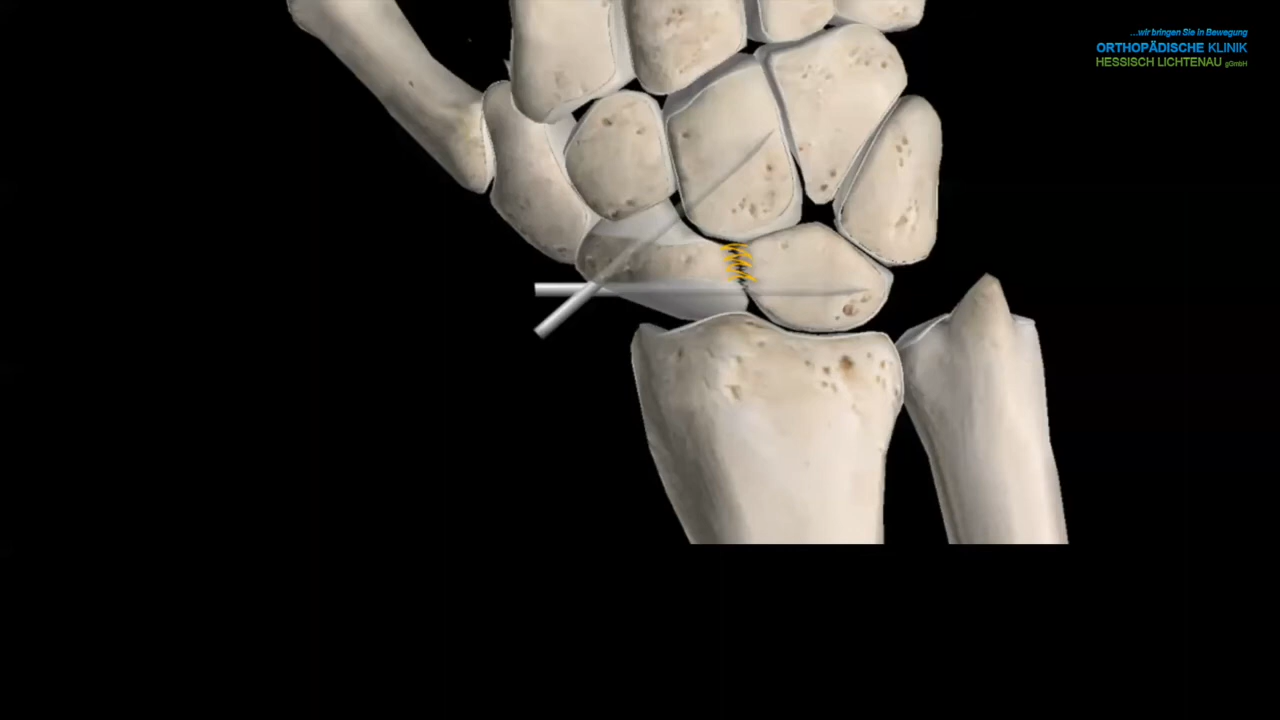 ...wir bringen Sie in Bewegung
ORTHOPÄDISCHE KLINIK
HESSISCH LICHTENAU gGmbH